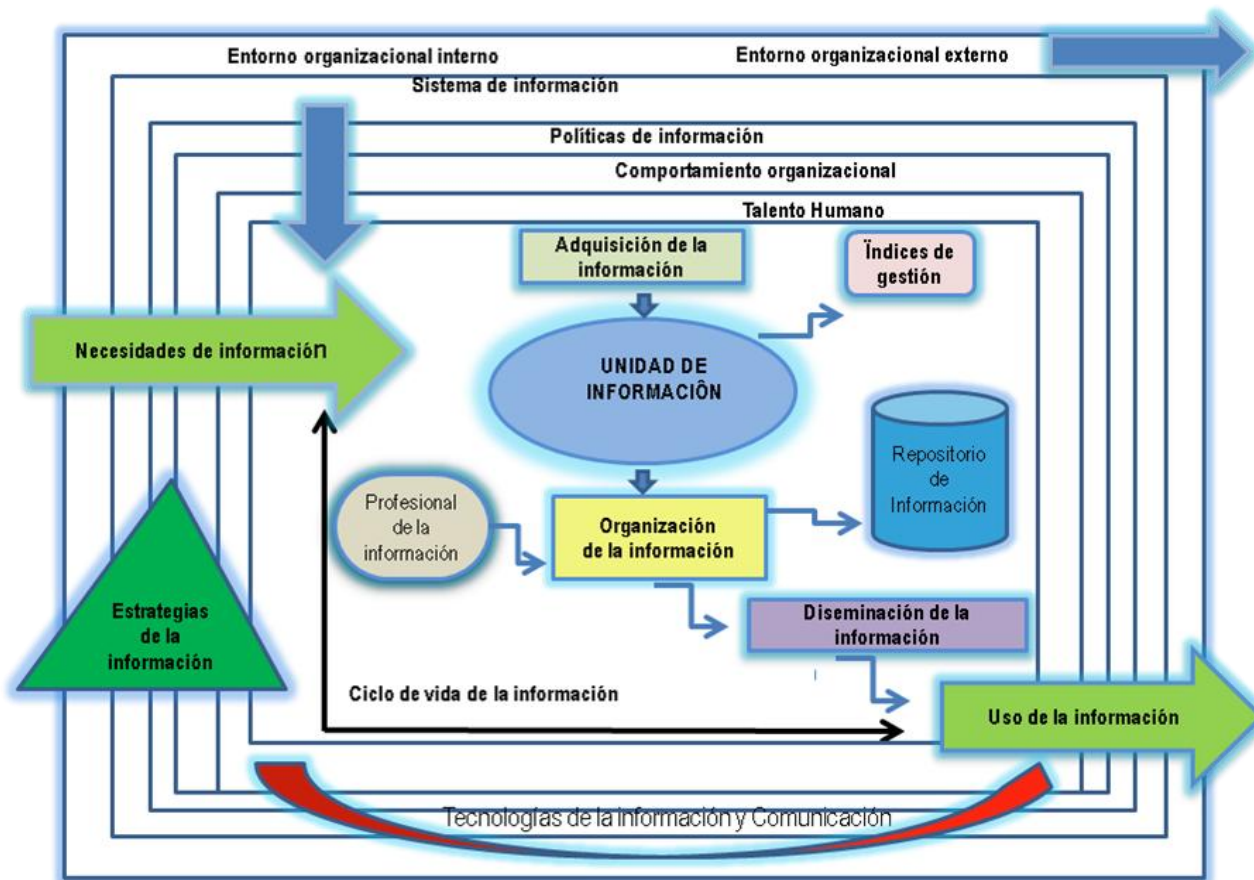 Entorno organizacional interno
Entorno organizacional externo
Sistema de información
Políticas de información
Comportamiento organizacional
Talento Humano
Adquisición de la
información
Ïndices de
gestión
Necesidades de información
UNIDAD DE
INFORMACIÔN
Repositorio
de
Información
Profesional
de la
información
Organización
de la información
Estrategias
de la
información
Diseminación de la
información
Ciclo de vida de la información
Uso de la información
Tecnologías de la Información y Comunicación